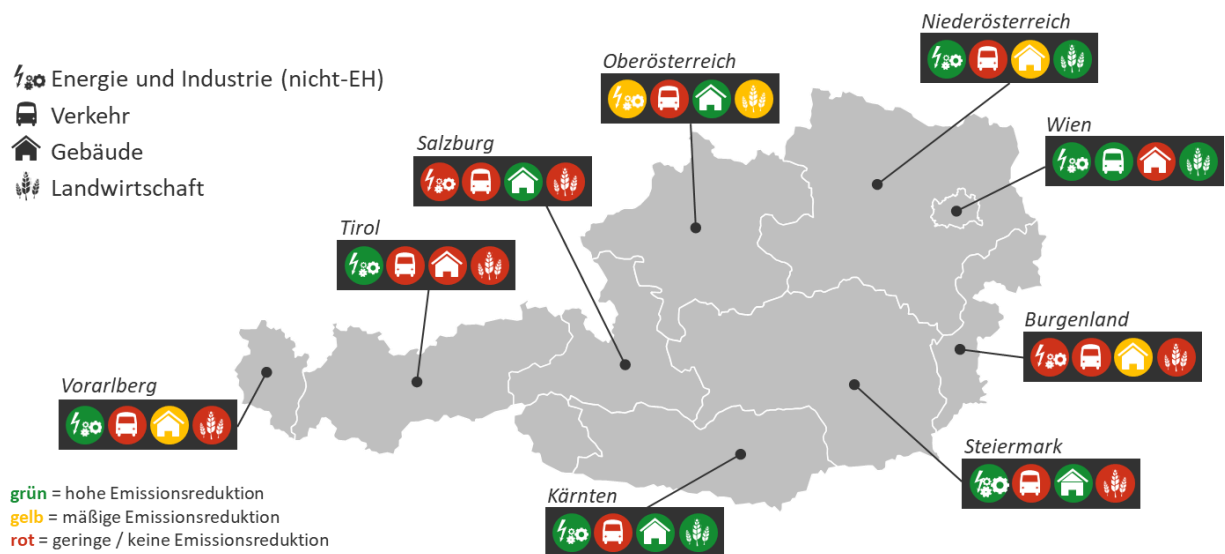 Energie und Industrie (nicht-EH)
Verkehr
Gebäude
Landwirtschaft
Niederösterreich
Oberösterreich
Wien
Salzburg
Tirol
Burgenland
Vorarlberg
Steiermark
Kärnten
grün = hohe Emissionsreduktion
gelb = mäßige Emissionsreduktion
rot = geringe / keine Emissionsreduktion